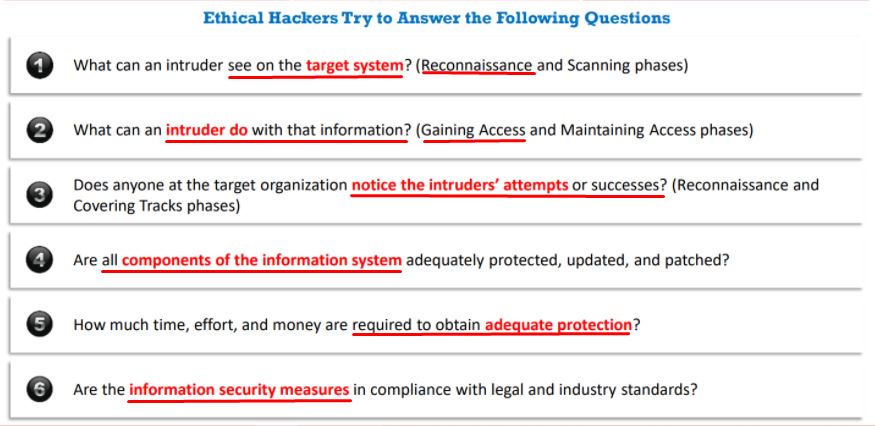 Ethical Hackers Try to Answer the Following Questions
1 What can an intruder see on the target system? (Reconnaissance and Scanning phases)
2 What can an intruder do with that information? (Gaining Access and Maintaining Access phases)
3 Does anyone at the target organization notice the intruders’ attempts or successes? (Reconnaissance and
Covering Tracks phases)
4 Are all components of the information system adequately protected, updated, and patched?
5 How much time, effort, and money are required to obtain adequate protection?
6 Are the information security measures in compliance with legal and industry standards?